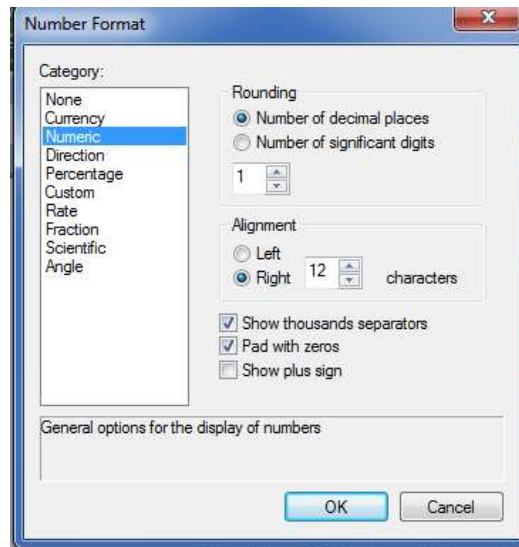 Number Format
Category:
None
Currency
Numeric
Direction
Percentage
Custom
Rate
Fraction
Scientific
Angle
Rounding
Number of decimal places
Number of significant digits
1
Alignment
Left
Right 12 characters
Show thousands separators
Pad with zeros
Show plus sign
General options for the display of numbers
OK Cancel